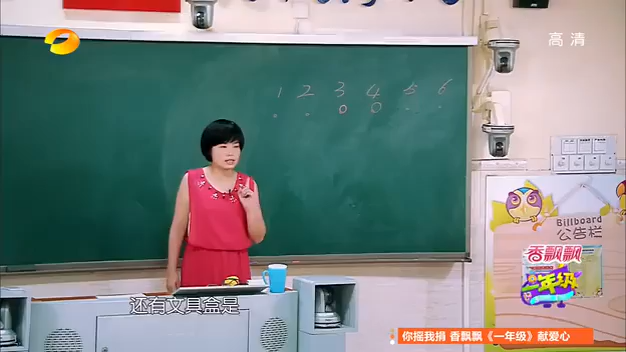 高清
1 2 3 4 5 6
Billboard
公告栏
香飘飘
一年级
还有文具盒是
你摇我捐 香飘飘《一年级》献爱心